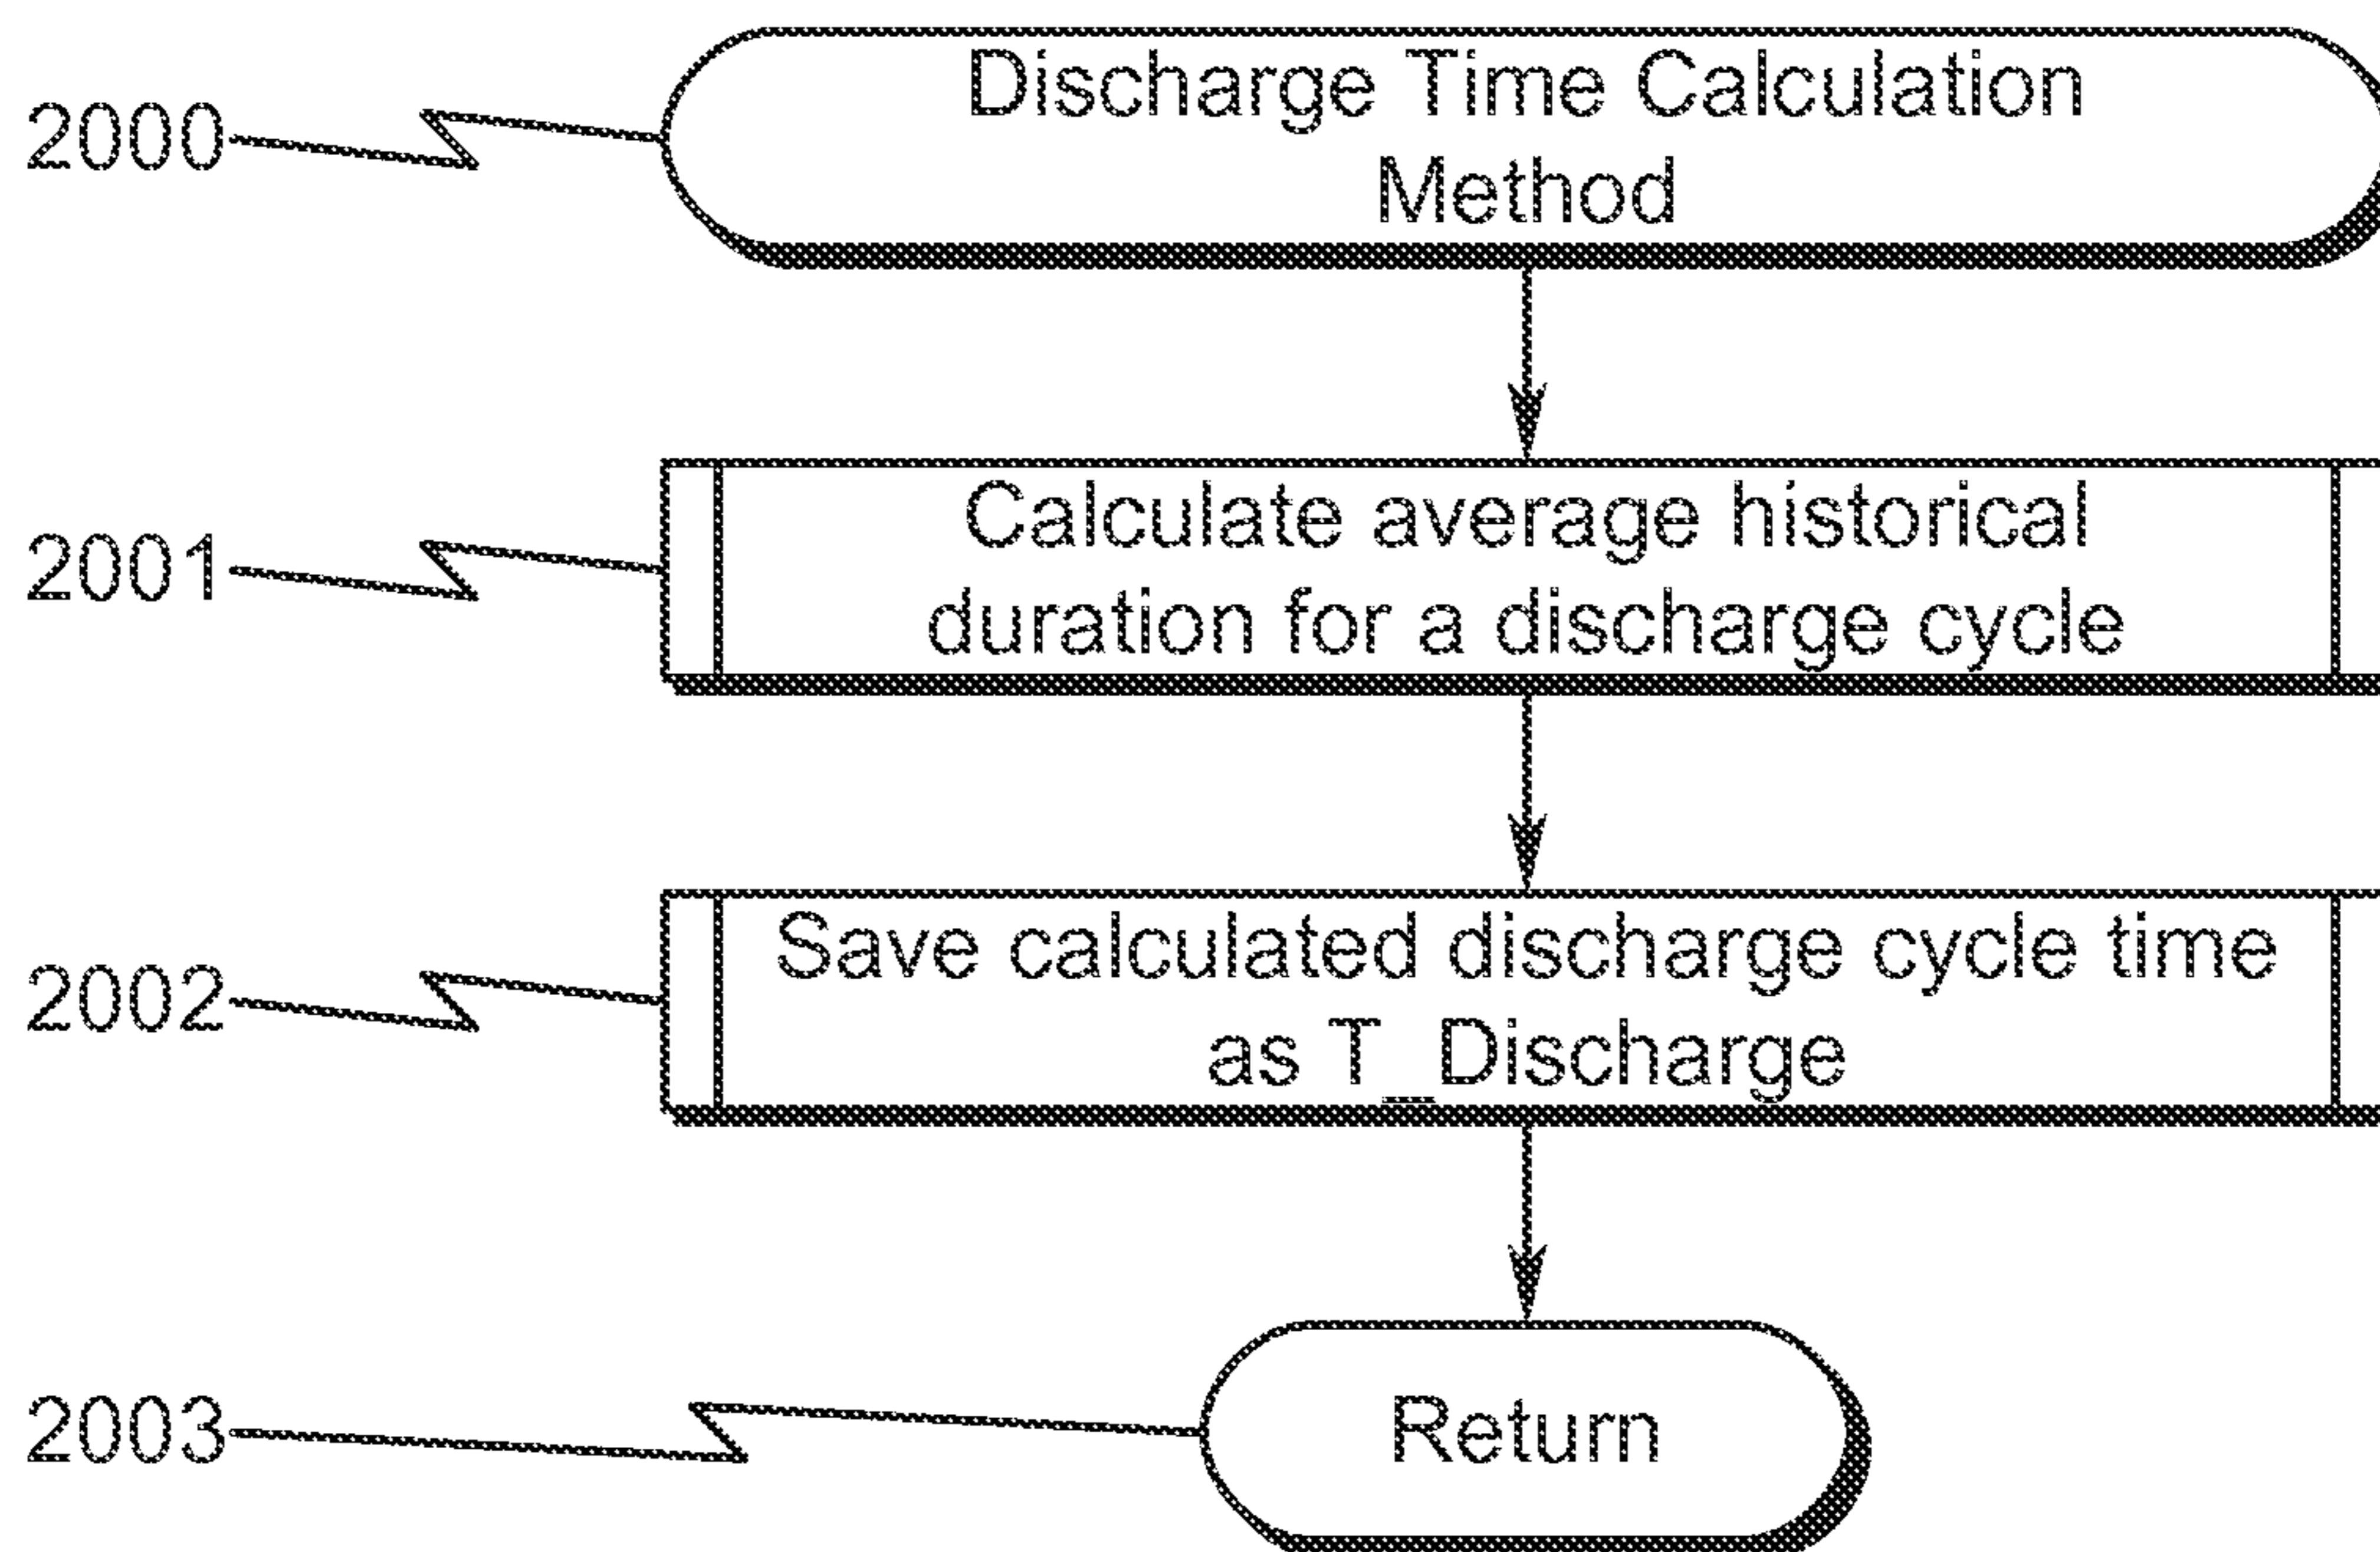 2000
Discharge Time Calculation
Method
2001
Calculate average historical
duration for a discharge cycle
2002
Save calculated discharge cycle time
as T_Discharge
2003
Return